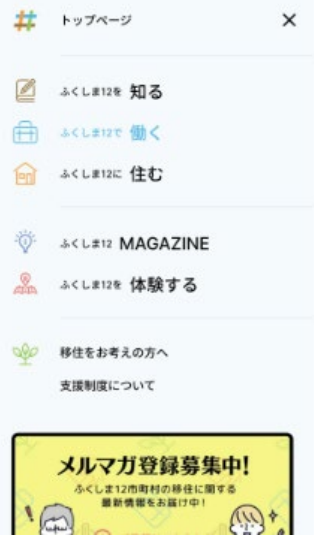 トップページ
ふくしま12を 知る
ふくしま12で 働く
ふくしま12に 住む
ふくしま12 MAGAZINE
ふくしま12を 体験する
移住をお考えの方へ
支援制度について
メルマガ登録募集中!
ふくしま12市町村の移住に関する
最新情報をお届け中!